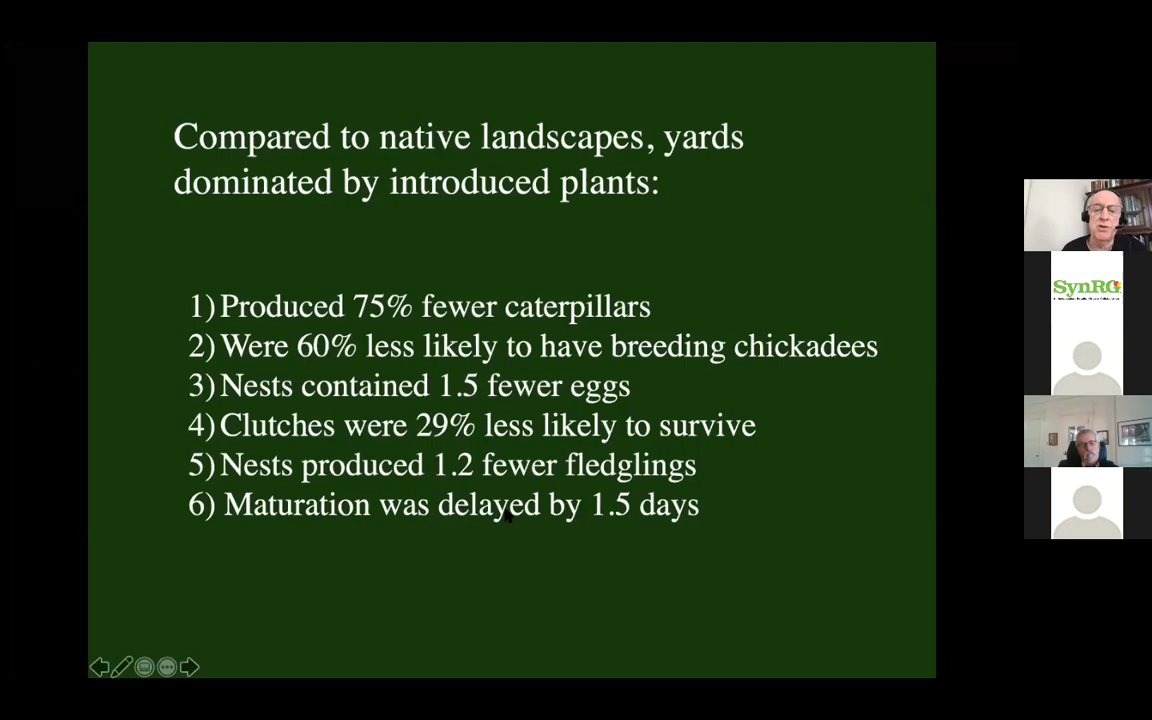 Compared to native landscapes, yards
dominated by introduced plants:
1) Produced 75% fewer caterpillars
2) Were 60% less likely to have breeding chickadees
3) Nests contained 1.5 fewer eggs
4) Clutches were 29% less likely to survive
5) Nests produced 1.2 fewer fledglings
6) Maturation was delayed by 1.5 days
SynRG